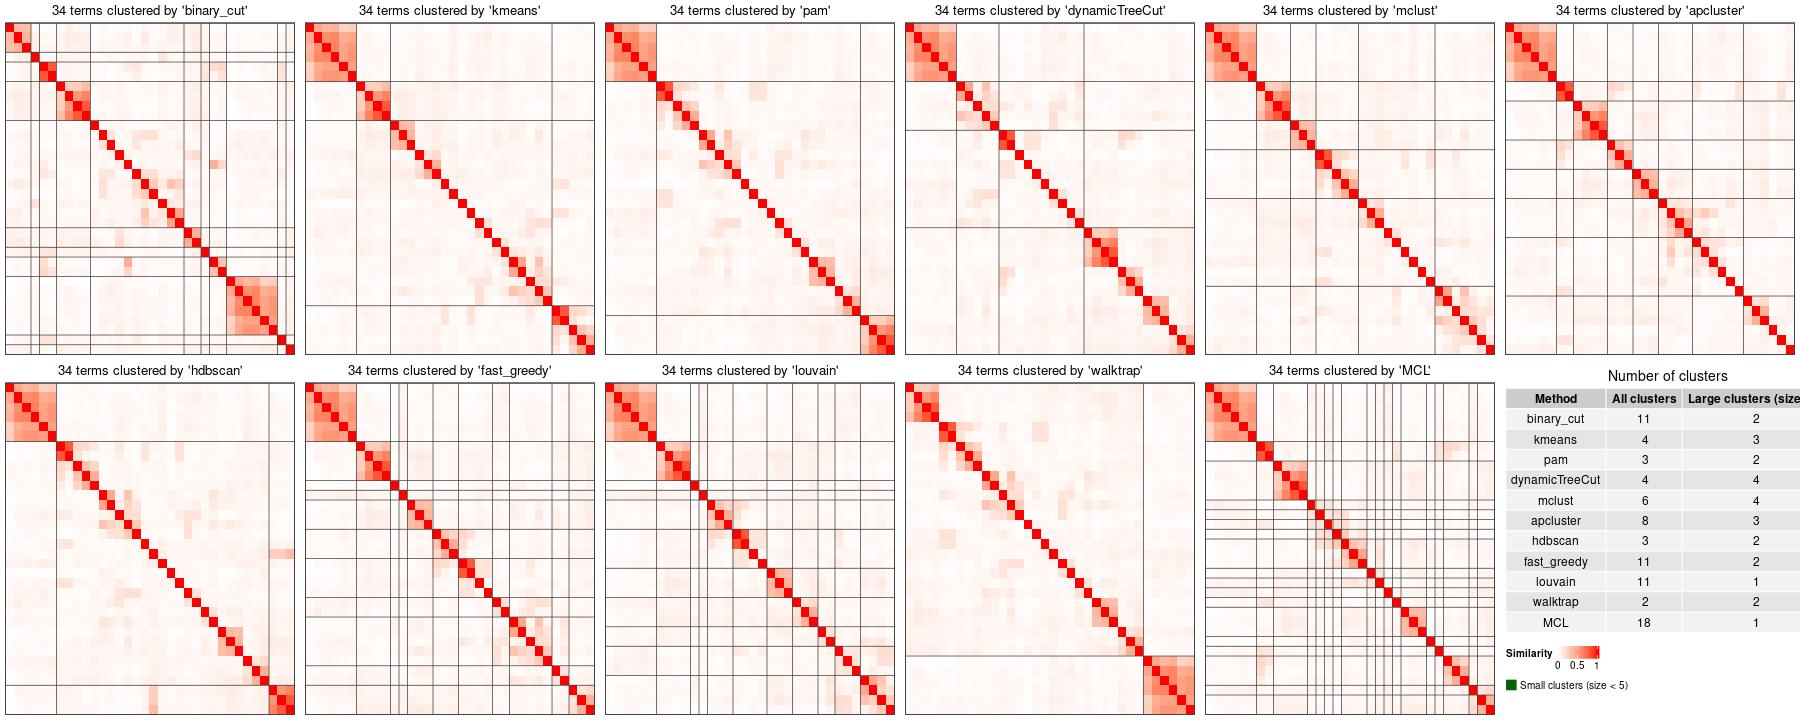 34 terms clustered by 'binary_cut'
34 terms clustered by 'kmeans'
34 terms clustered by 'pam'
34 terms clustered by 'dynamicTreeCut'
34 terms clustered by 'mclust'
34 terms clustered by 'apcluster'
34 terms clustered by 'hdbscan'
34 terms clustered by 'fast_greedy'
34 terms clustered by 'louvain'
34 terms clustered by 'walktrap'
34 terms clustered by 'MCL'
Number of clusters
Method All clusters Large clusters (size
binary_cut 11 2
kmeans 4 3
pam 3 2
dynamicTreeCut 4 4
mclust 6 4
apcluster 8 3
hdbscan 3 2
fast_greedy 11 2
louvain 11 1
walktrap 2 2
MCL 18 1
Similarity
0 0.5 1
Small clusters (size < 5)